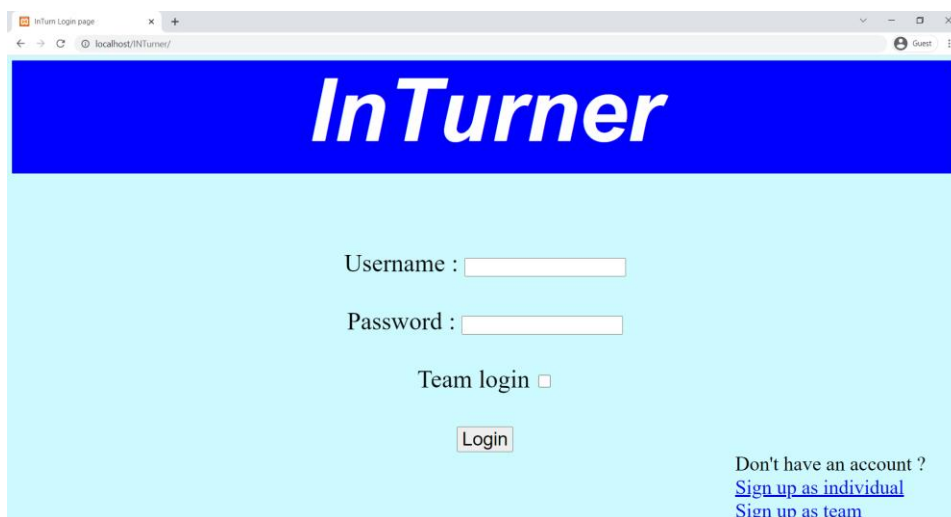 InTurn Login page
localhost/INTurner/
Guest
InTurner
Username :
Password :
Team login
Login
Don't have an account ?
Sign up as individual
Sign up as team